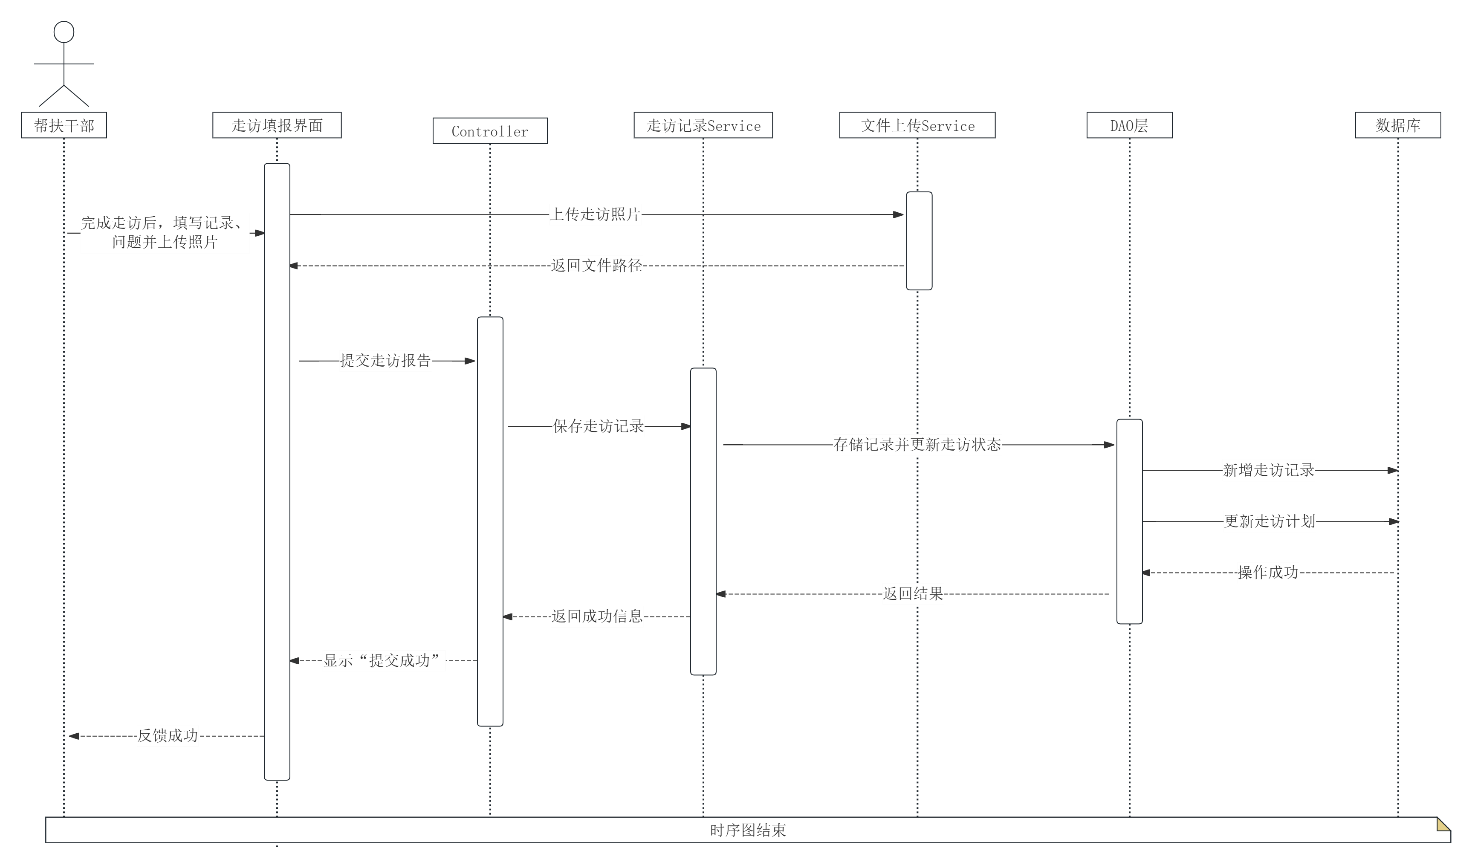 帮扶干部
走访填报界面
Controller
走访记录Service
文件上传Service
DAO层
数据库
上传走访照片
完成走访后，填写记录、
问题并上传照片
返回文件路径
提交走访报告
保存走访记录
存储记录并更新走访状态
新增走访记录
更新走访计划
操作成功
返回结果
返回成功信息
显示“提交成功”
反馈成功
时序图结束